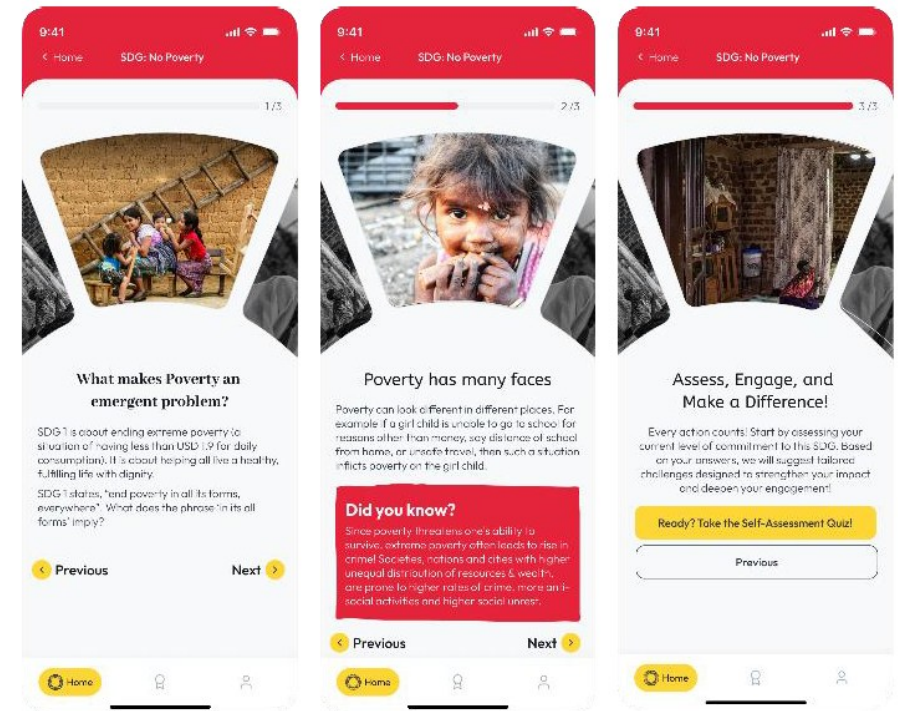 9:41
Home
SDG: No Poverty
1/3
What makes Poverty an
emergent problem?
SDG 1 is about ending extreme poverty (a
situation of having less than USD 1.9 for daily
consumption). It is about helping all live a healthy,
fulfilling life with dignity.
SDG 1 states, "end poverty in all its forms,
everywhere". What does the phrase 'in its all
forms' imply?
Previous
Next
Home
9:41
Home
SDG: No Poverty
2/3
Poverty has many faces
Poverty can look different in different places. For
example if a girl child is unable to go to school for
reasons other than money, say distance of school
from home, or unsafe travel, then such a situation
inflicts poverty on the girl child.
Did you know?
Since poverty threatens one's ability to
survive, extreme poverty often leads to rise in
crime! Societies, nations and cities with higher
unequal distribution of resources & wealth,
are prone to higher rates of crime, more anti-
social activities and higher social unrest.
Previous
Next
Home
9:41
Home
SDG: No Poverty
3/3
Assess, Engage, and
Make a Difference!
Every action counts! Start by assessing your
current level of commitment to this SDG. Based
on your answers, we will suggest tailored
challenges designed to strengthen your impact
and deepen your engagement!
Ready? Take the Self-Assessment Quiz!
Previous
Home